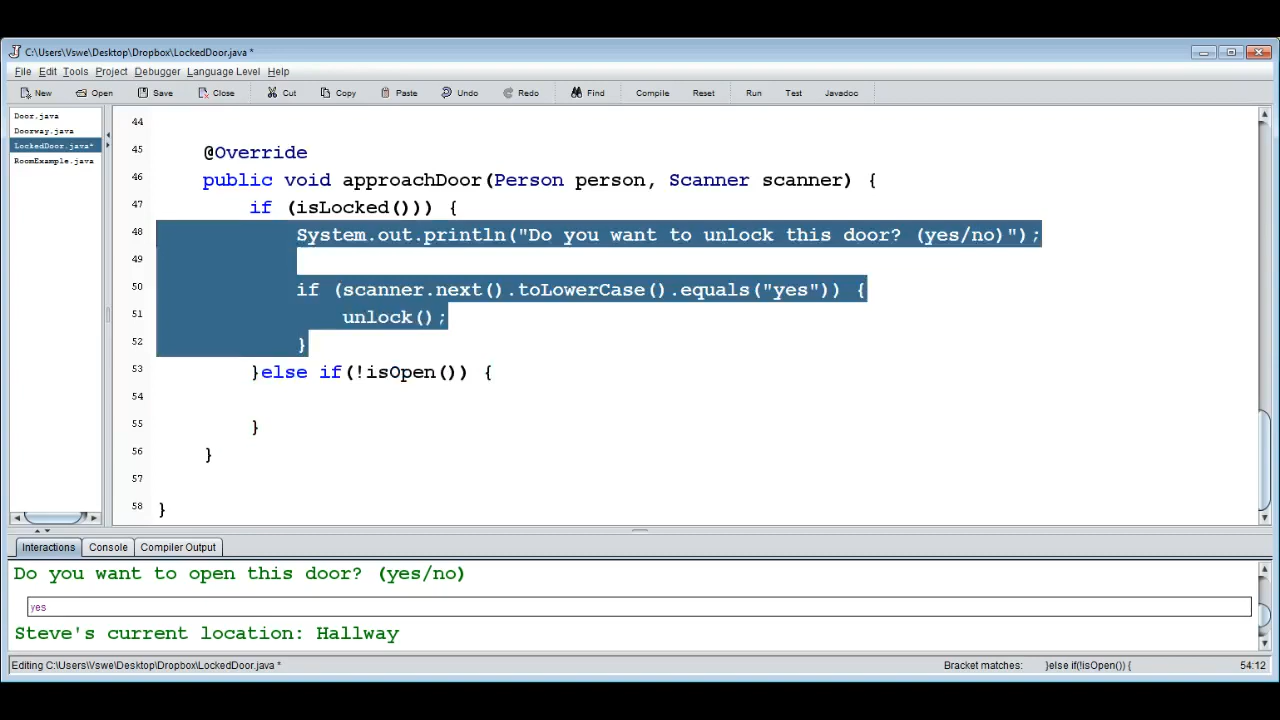 C:\Users\Vswe\Desktop\Dropbox\LockedDoor.java *
File Edit Tools Project Debugger Language Level Help
New Open Save Close Cut Copy Paste Undo Redo Find Compile Reset Run Test Javadoc
Door.java
Doorway.java
LockedDoor.java*
RoomExample.java
44
45 @Override
46 public void approachDoor(Person person, Scanner scanner) {
47 if (isLocked())) {
48 System.out.println("Do you want to unlock this door? (yes/no)");
49
50 if (scanner.next().toLowerCase().equals("yes")) {
51 unlock();
52 }
53 }else if(!isOpen()) {
54
55 }
56 }
57
58 }
Interactions Console Compiler Output
Do you want to open this door? (yes/no)
yes
Steve's current location: Hallway
Editing C:\Users\Vswe\Desktop\Dropbox\LockedDoor.java * Bracket matches: }else if(!isOpen()) { 54:12